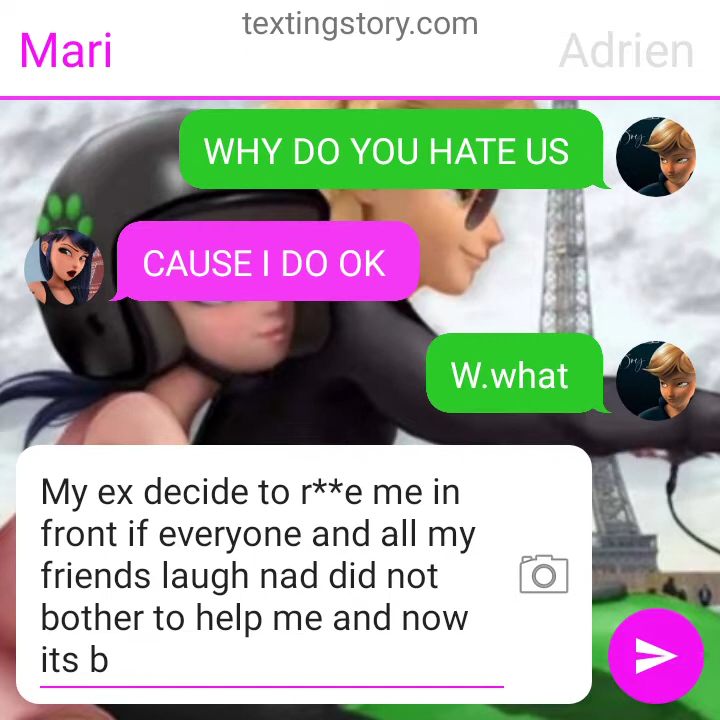 textingstory.com
Mari
Adrien
WHY DO YOU HATE US
CAUSE I DO OK
W.what
My ex decide to r**e me in
front if everyone and all my
friends laugh nad did not
bother to help me and now
its b